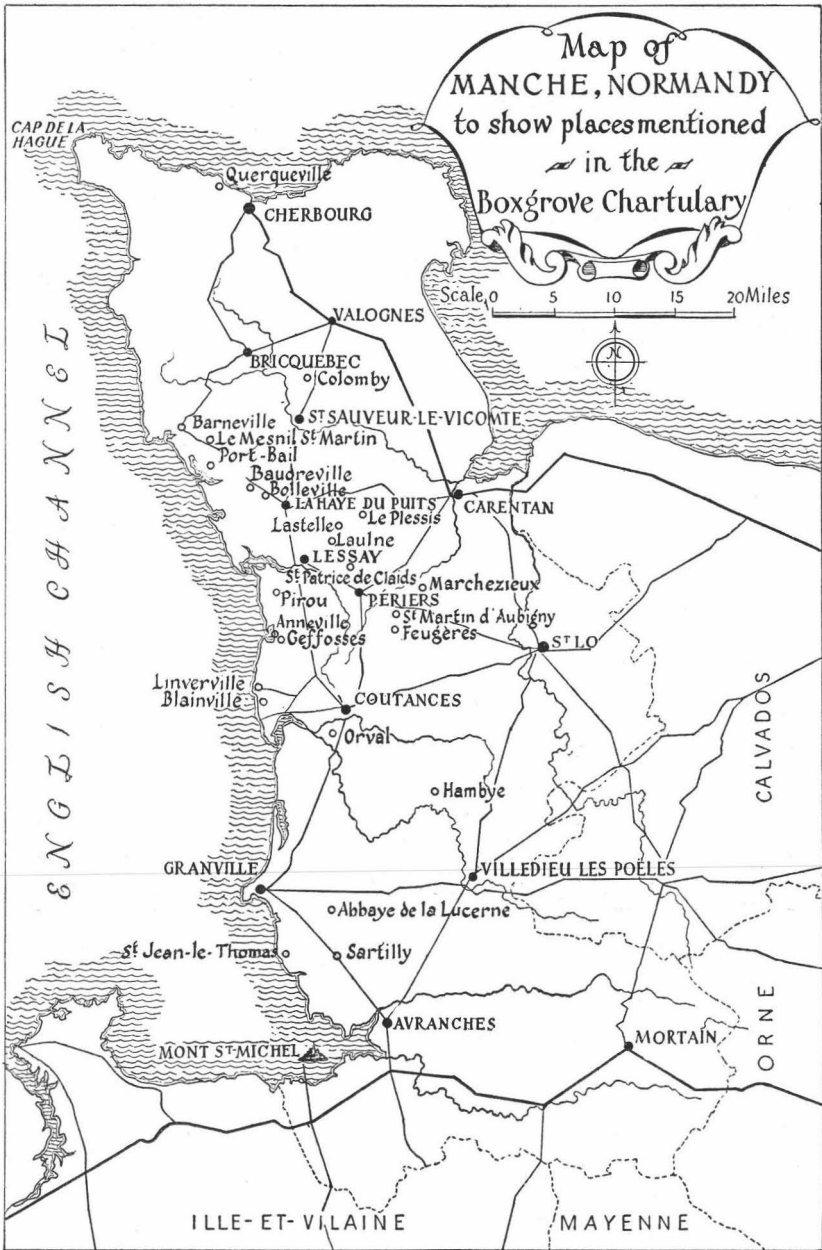 Map of
MANCHE, NORMANDY
to show places mentioned
in the
Boxgrove Chartulary
CAP DE LA
HAGUE
Querqueville
CHERBOURG
Scale 0 5 10 15 20 Miles
VALOGNES
N
BRICQUEBEC
Colomby
ST SAUVEUR-LE-VICOMTE
Barneville
Le Mesnil St Martin
Port-Bail
Baudreville
Bolleville
LA HAYE DU PUITS
CARENTAN
Le Plessis
Lastelle
Laulne
LESSAY
St Patrice de Claids
Marchezieux
Pirou
PÉRIERS
St Martin d'Aubigny
Anneville
Geffosses
Feugères
ST LO
Linverville
Blainville
COUTANCES
Orval
Hambye
ENGLISH CHANNEL
CALVADOS
GRANVILLE
VILLEDIEU LES POËLES
Abbaye de la Lucerne
St Jean-le-Thomas
Sartilly
AVRANCHES
MORTAIN
ORNE
MONT ST-MICHEL
ILLE-ET-VILAINE
MAYENNE